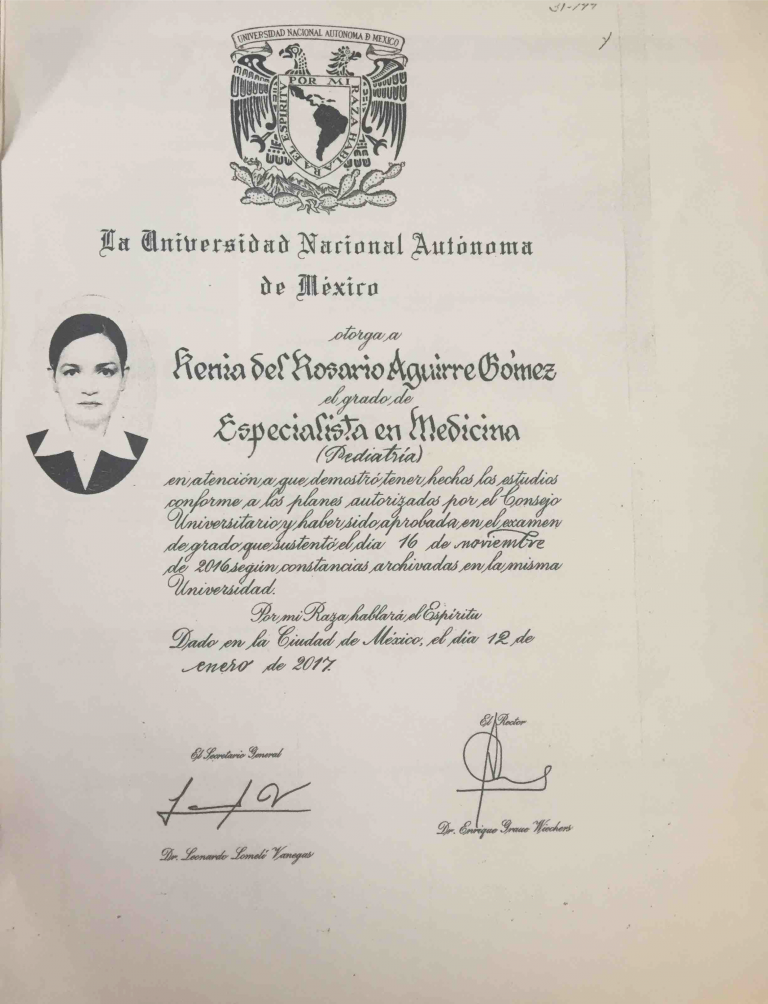 21-177
y
UNIVERSIDAD NACIONAL AUTONOMA D MEXICO
POR MI RAZA HABLARA EL ESPIRITU
La Universidad Nacional Autónoma
de México
otorga a
Kenia del Rosario Aguirre Gómez
el grado de
Especialista en Medicina
(Pediatría)
en atención a que demostró tener hechos los estudios
conforme a los planes autorizados por el Consejo
Universitario y haber sido aprobada en el examen
de grado que sustentó el día 16 de noviembre
de 2016 según constancias archivadas en la misma
Universidad.
Por mi Raza hablará el Espíritu
Dado en la Ciudad de México, el día 12 de
enero de 2017.
El Rector
El Secretario General
Dr. Enrique Graue Wiechers
Dr. Leonardo Lomelí Vanegas